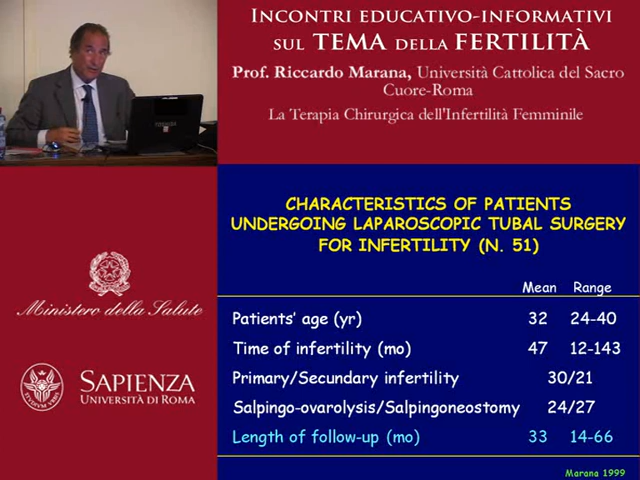 INCONTRI EDUCATIVO-INFORMATIVI
SUL TEMA DELLA FERTILITÀ
Prof. Riccardo Marana, Università Cattolica del Sacro
Cuore-Roma
La Terapia Chirurgica dell'Infertilità Femminile
Ministero della Salute
SAPIENZA
UNIVERSITÀ DI ROMA
CHARACTERISTICS OF PATIENTS
UNDERGOING LAPAROSCOPIC TUBAL SURGERY
FOR INFERTILITY (N. 51)
Mean Range
Patients' age (yr) 32 24-40
Time of infertility (mo) 47 12-143
Primary/Secundary infertility 30/21
Salpingo-ovarolysis/Salpingoneostomy 24/27
Length of follow-up (mo) 33 14-66
Marana 1999